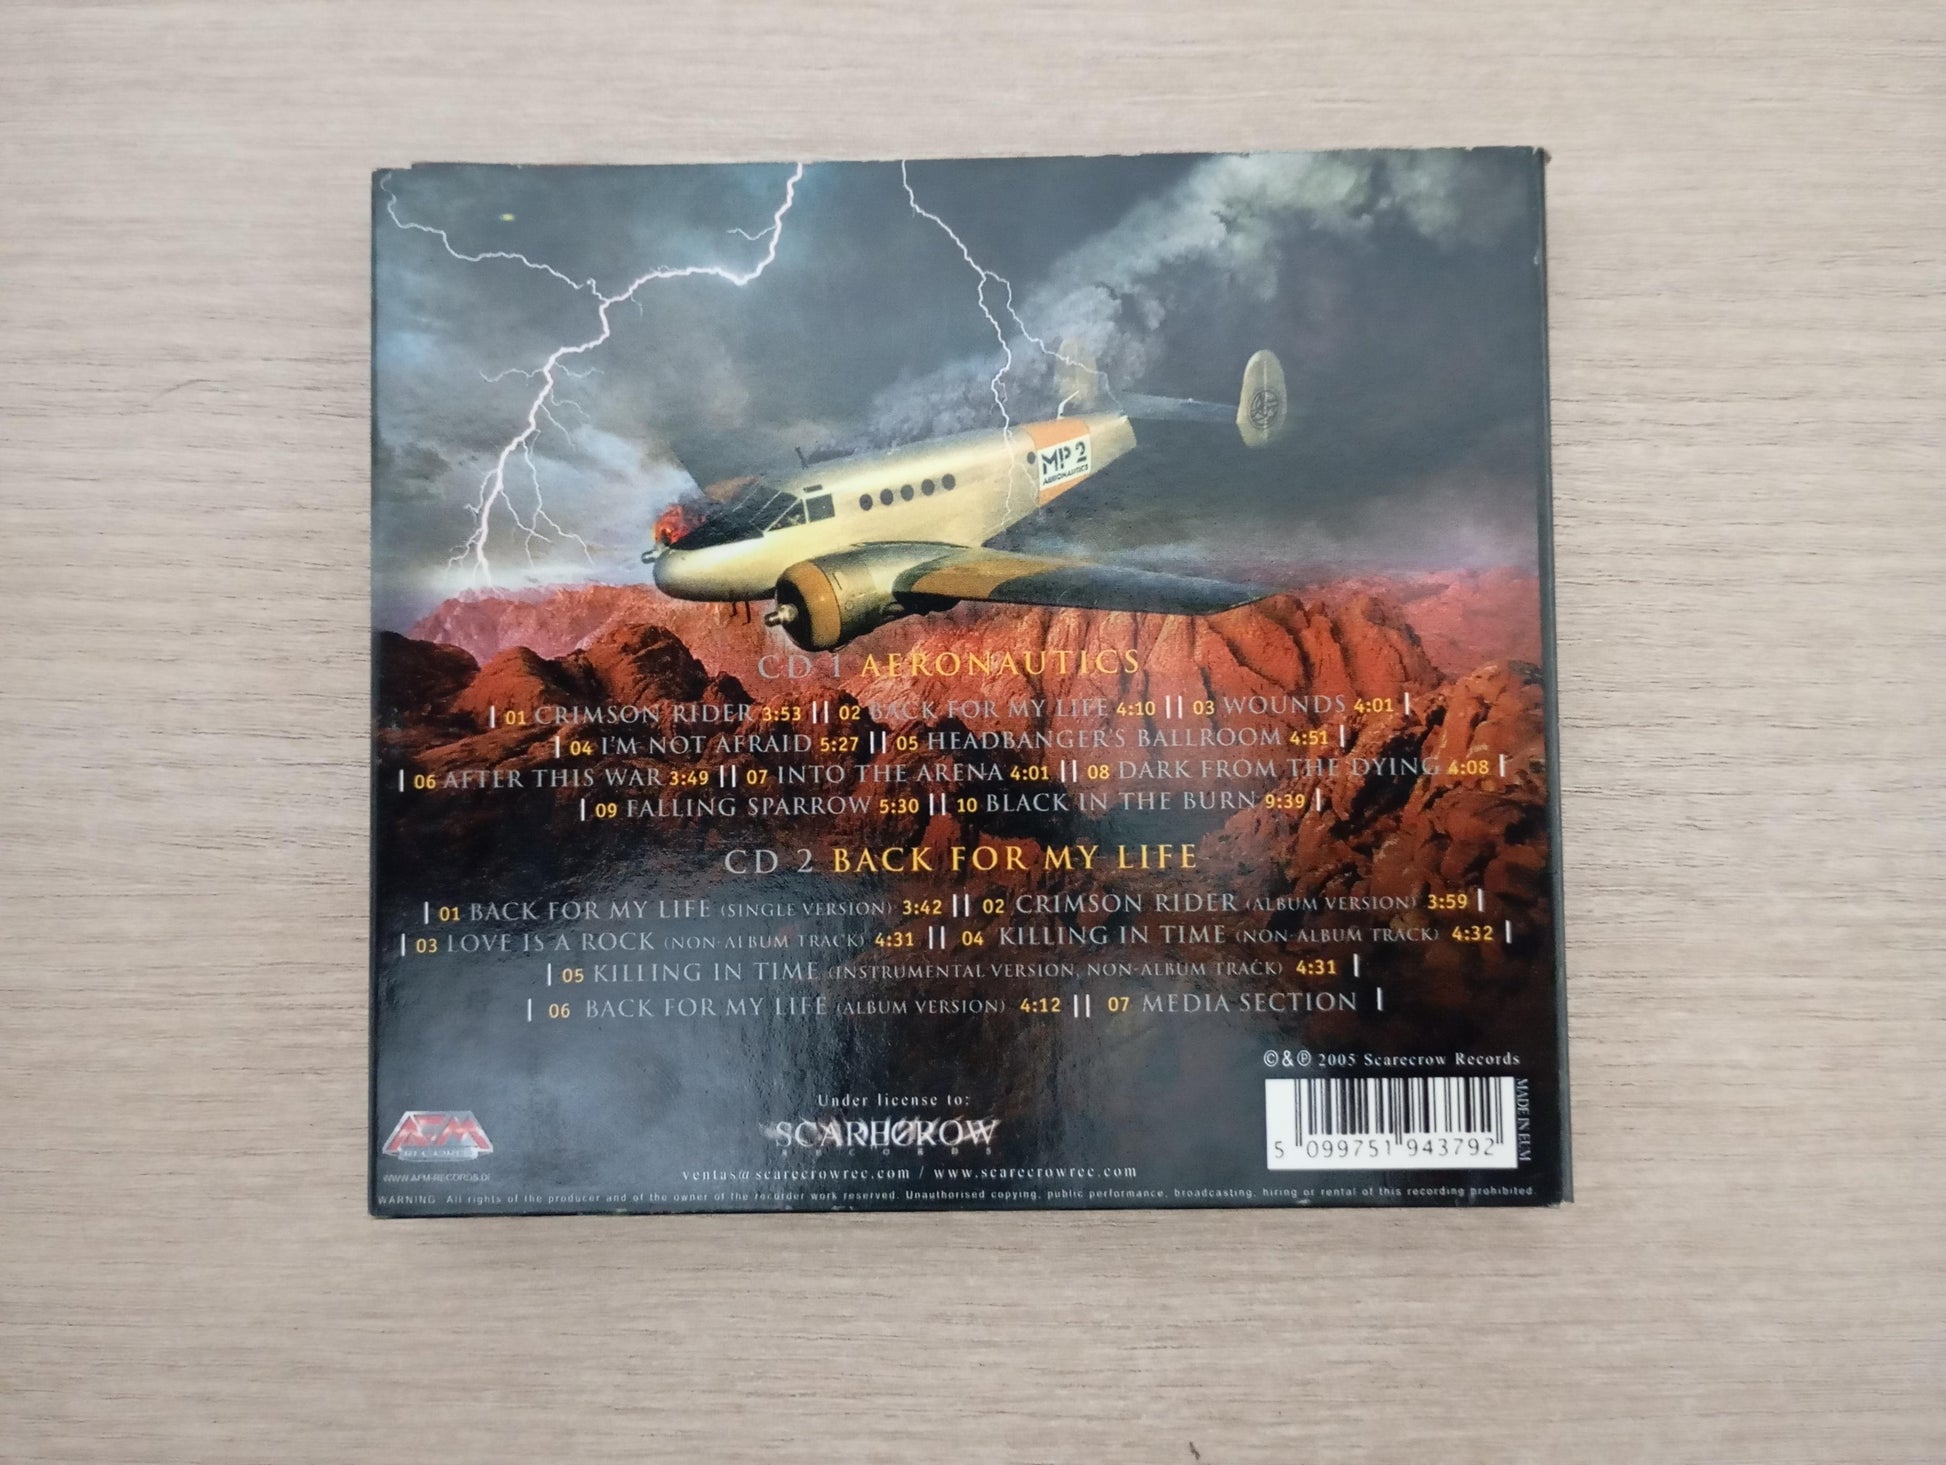 MP 2
AERONAUTICS
CD 1 AERONAUTICS
| 01 CRIMSON RIDER 3:53 || 02 BACK FOR MY LIFE 4:10 || 03 WOUNDS 4:01 |
| 04 I'M NOT AFRAID 5:27 || 05 HEADBANGER'S BALLROOM 4:51 |
| 06 AFTER THIS WAR 3:49 || 07 INTO THE ARENA 4:01 || 08 DARK FROM THE DYING 4:08 |
| 09 FALLING SPARROW 5:30 || 10 BLACK IN THE BURN 9:39 |
CD 2 BACK FOR MY LIFE
| 01 BACK FOR MY LIFE (SINGLE VERSION) 3:42 || 02 CRIMSON RIDER (ALBUM VERSION) 3:59 |
| 03 LOVE IS A ROCK (NON-ALBUM TRACK) 4:31 || 04 KILLING IN TIME (NON-ALBUM TRACK) 4:32 |
| 05 KILLING IN TIME (INSTRUMENTAL VERSION, NON-ALBUM TRACK) 4:31 |
| 06 BACK FOR MY LIFE (ALBUM VERSION) 4:12 || 07 MEDIA SECTION |
©&℗ 2005 Scarecrow Records
MADE IN EU
5 099751 943792
Under license to:
SCARECROW
RECORDS
ventas@scarecrowrec.com / www.scarecrowrec.com
AFM
RECORDS
WWW.AFM-RECORDS.DE
WARNING: All rights of the producer and of the owner of the recorder work reserved. Unauthorised copying, public performance, broadcasting, hiring or rental of this recording prohibited.